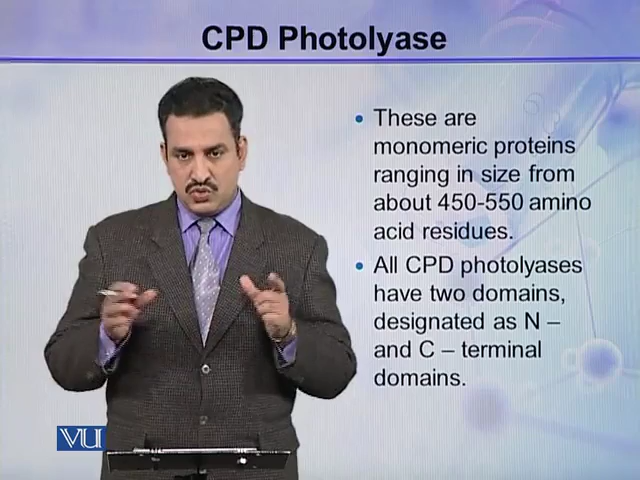 CPD Photolyase
• These are
monomeric proteins
ranging in size from
about 450-550 amino
acid residues.
• All CPD photolyases
have two domains,
designated as N –
and C – terminal
domains.
VU